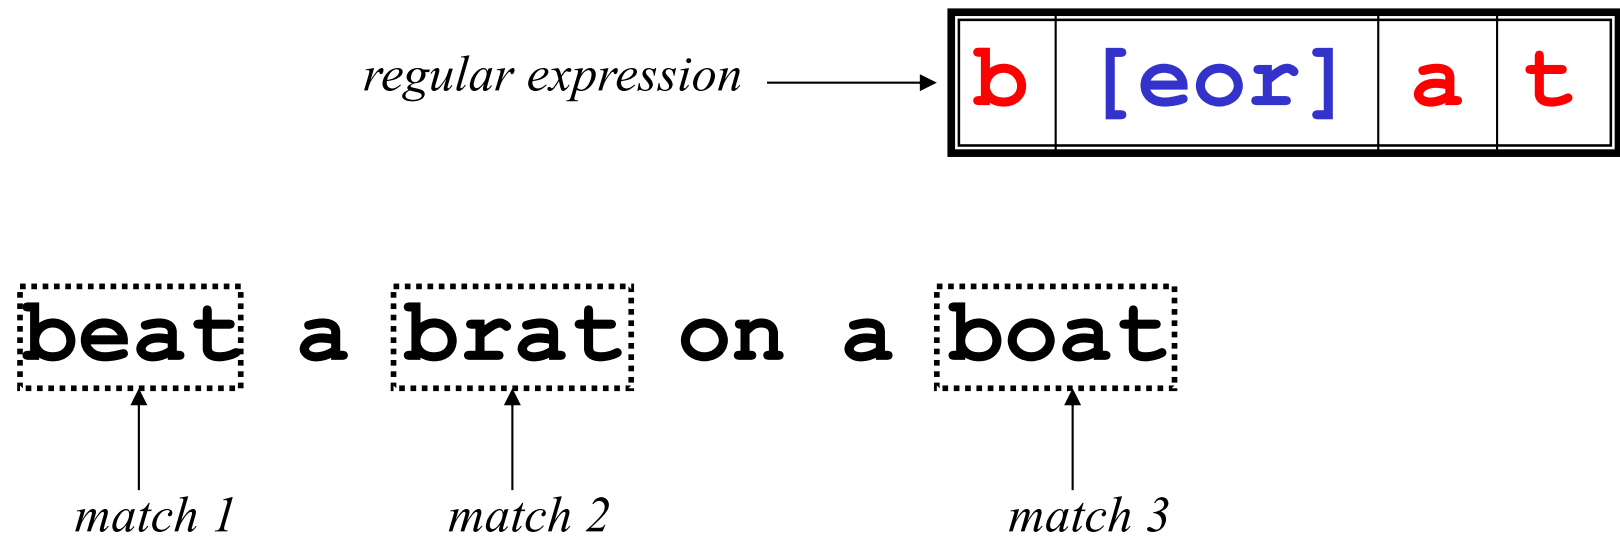 regular expression b [eor] a t
beat a brat on a boat
match 1 match 2 match 3